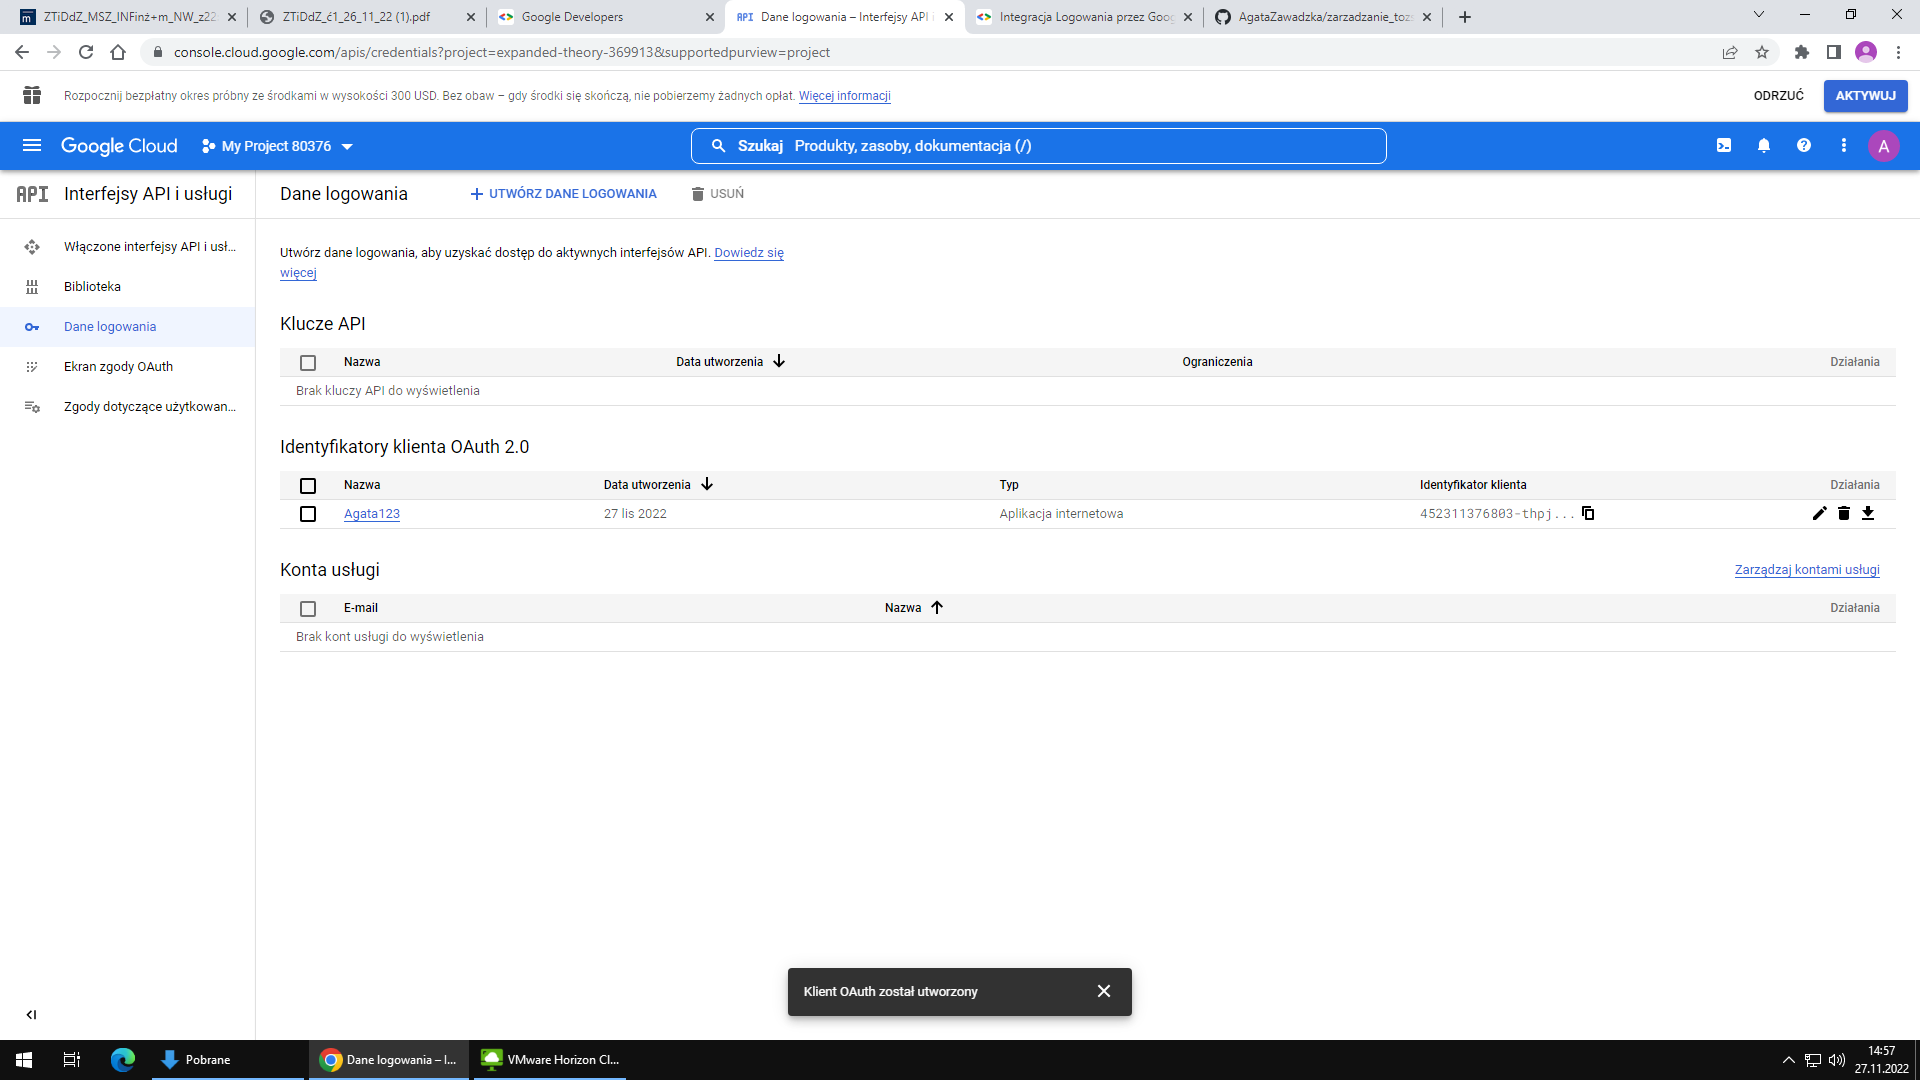 ZTiDdZ_MSZ_INFinż+m_NW_z22
ZTiDdZ_ć1_26_11_22 (1).pdf
Google Developers
Dane logowania – Interfejsy API i
Integracja Logowania przez Goog
AgataZawadzka/zarzadzanie_tozs
console.cloud.google.com/apis/credentials?project=expanded-theory-369913&supportedpurview=project
Rozpocznij bezpłatny okres próbny ze środkami w wysokości 300 USD. Bez obaw – gdy środki się skończą, nie pobierzemy żadnych opłat. Więcej informacji
ODRZUĆ
AKTYWUJ
Google Cloud
My Project 80376
Szukaj Produkty, zasoby, dokumentacja (/)
A
API Interfejsy API i usługi
Dane logowania
UTWÓRZ DANE LOGOWANIA
USUŃ
Włączone interfejsy API i usł...
Biblioteka
Dane logowania
Ekran zgody OAuth
Zgody dotyczące użytkowan...
Utwórz dane logowania, aby uzyskać dostęp do aktywnych interfejsów API. Dowiedz się
więcej
Klucze API
Nazwa Data utworzenia Ograniczenia Działania
Brak kluczy API do wyświetlenia
Identyfikatory klienta OAuth 2.0
Nazwa Data utworzenia Typ Identyfikator klienta Działania
Agata123 27 lis 2022 Aplikacja internetowa 452311376803-thpj...
Konta usługi
Zarządzaj kontami usługi
E-mail Nazwa Działania
Brak kont usługi do wyświetlenia
Klient OAuth został utworzony
Pobrane
Dane logowania – I...
VMware Horizon Cl...
14:57
27.11.2022